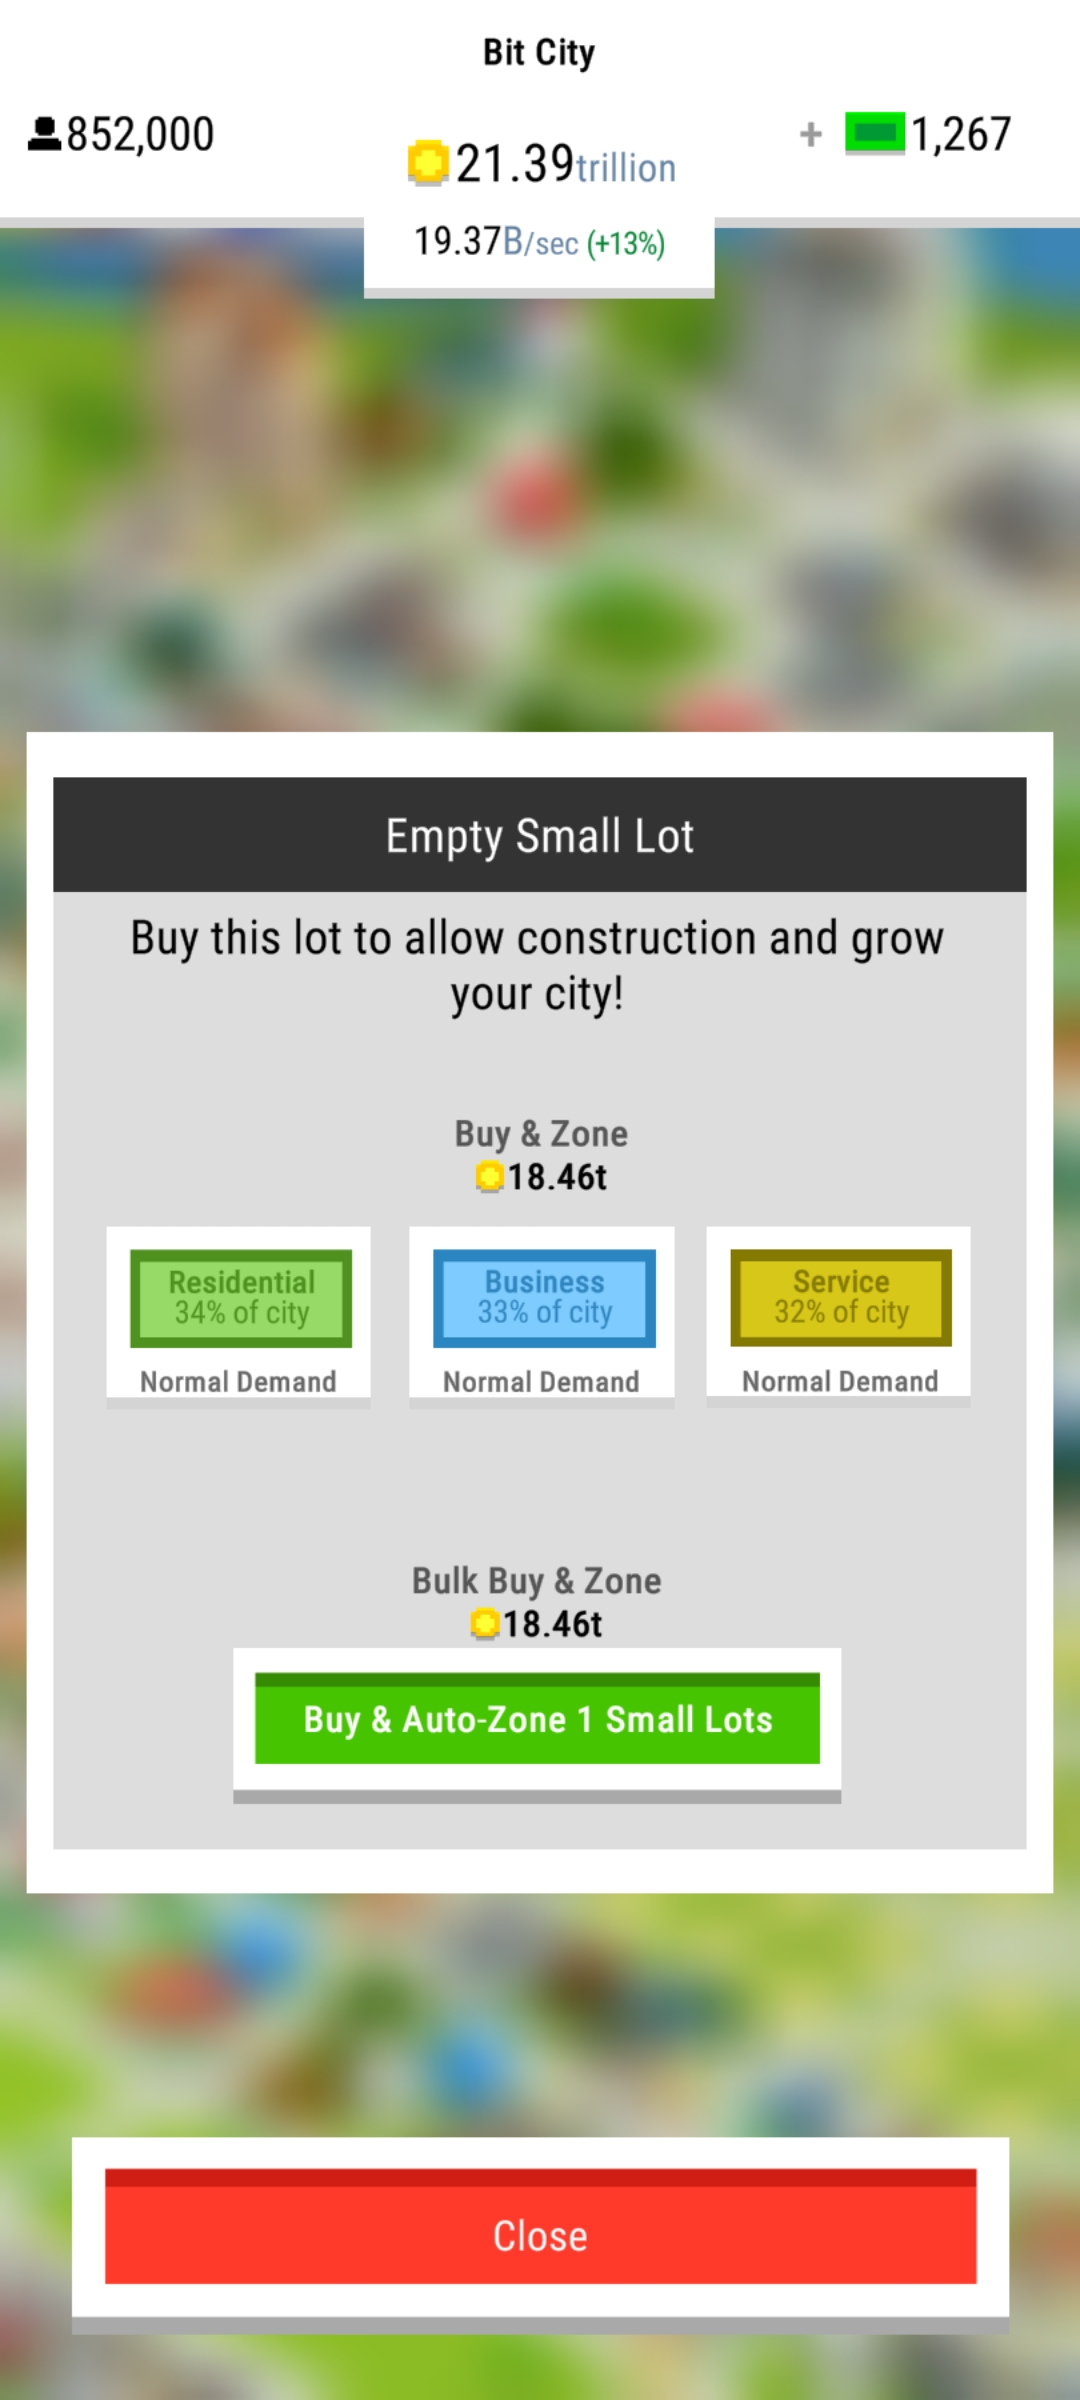 Bit City
852,000
21.39trillion
+ 1,267
19.37B/sec (+13%)
Empty Small Lot
Buy this lot to allow construction and grow
your city!
Buy & Zone
18.46t
Residential
34% of city
Normal Demand
Business
33% of city
Normal Demand
Service
32% of city
Normal Demand
Bulk Buy & Zone
18.46t
Buy & Auto-Zone 1 Small Lots
Close